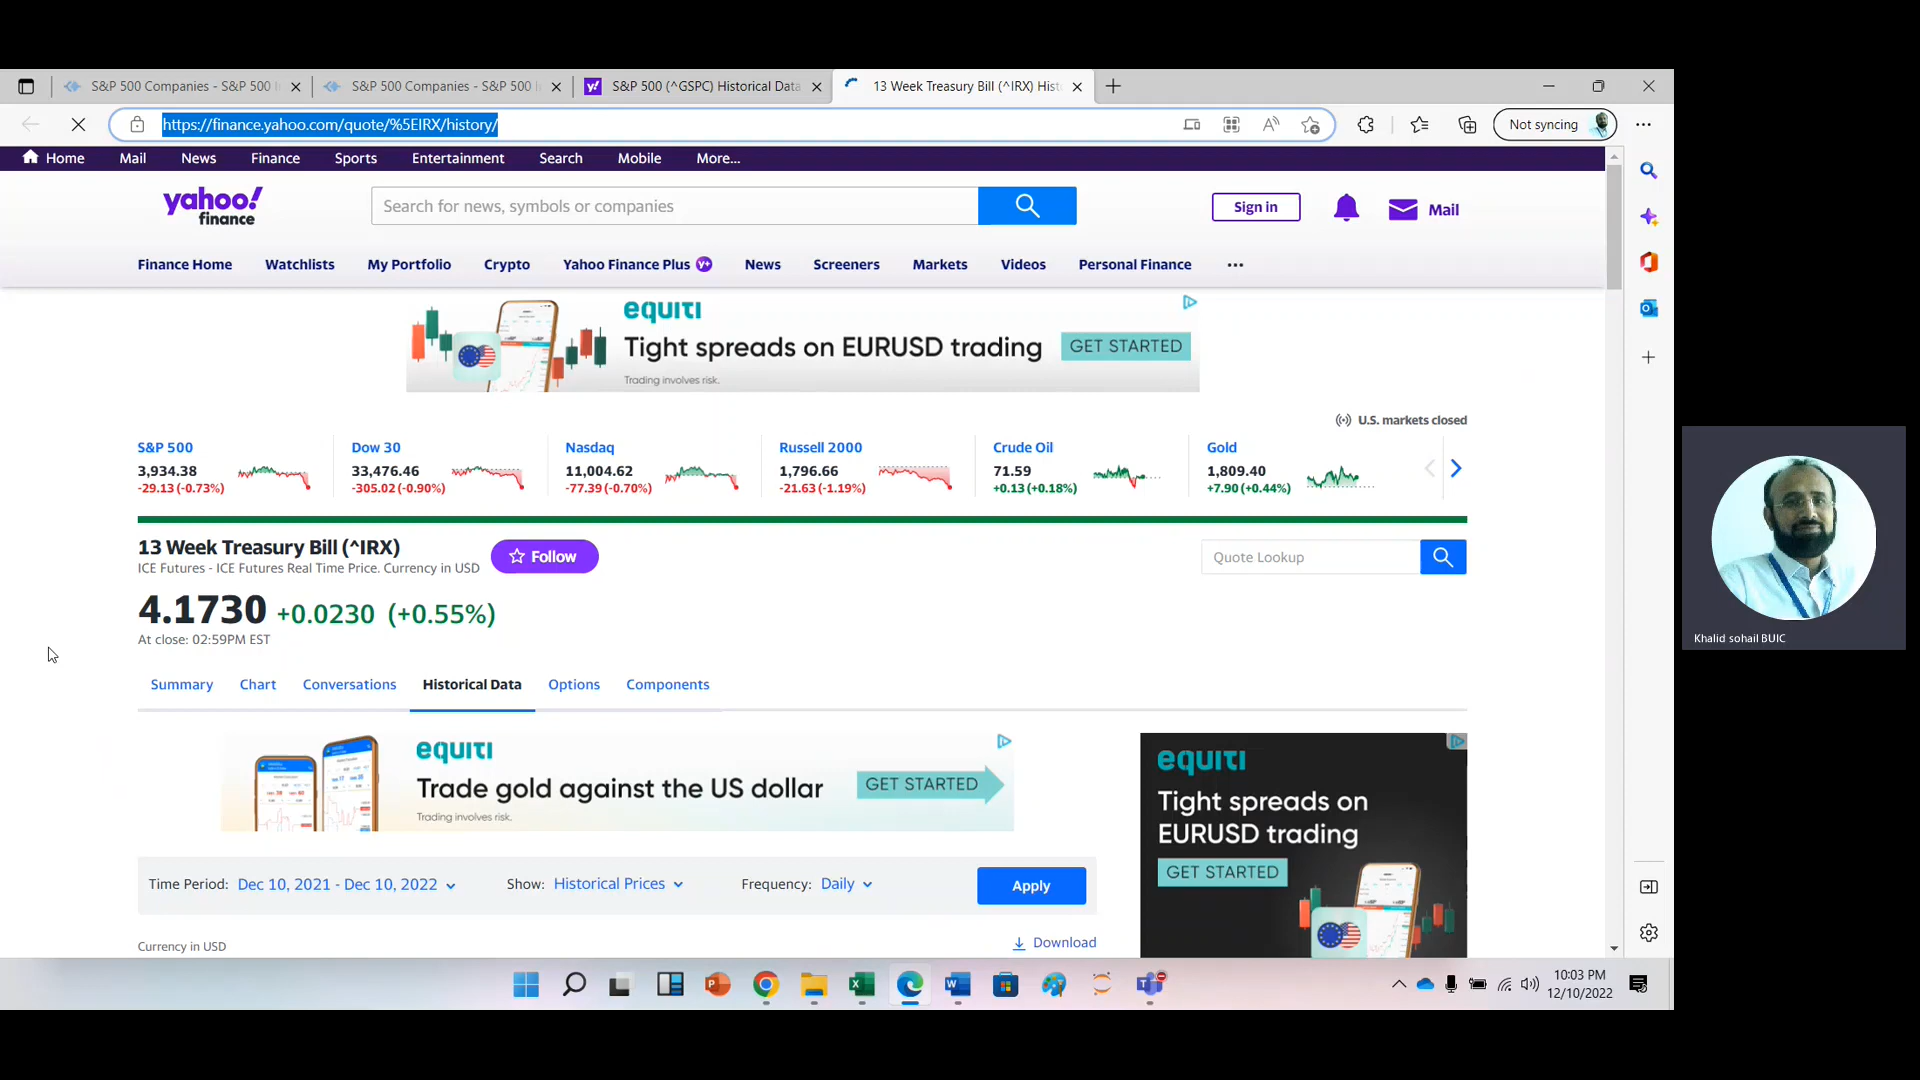 S&P 500 Companies - S&P 500 I
S&P 500 Companies - S&P 500 I
S&P 500 (^GSPC) Historical Data
13 Week Treasury Bill (^IRX) Hist
https://finance.yahoo.com/quote/%5EIRX/history/
Not syncing
Home Mail News Finance Sports Entertainment Search Mobile More...
yahoo!
finance
Search for news, symbols or companies
Sign in
Mail
Finance Home Watchlists My Portfolio Crypto Yahoo Finance Plus News Screeners Markets Videos Personal Finance ...
equiti
Tight spreads on EURUSD trading
GET STARTED
Trading involves risk.
U.S. markets closed
S&P 500 Dow 30 Nasdaq Russell 2000 Crude Oil Gold
3,934.38 33,476.46 11,004.62 1,796.66 71.59 1,809.40
-29.13 (-0.73%) -305.02 (-0.90%) -77.39 (-0.70%) -21.63 (-1.19%) +0.13 (+0.18%) +7.90 (+0.44%)
13 Week Treasury Bill (^IRX)
Follow
Quote Lookup
ICE Futures - ICE Futures Real Time Price. Currency in USD
4.1730 +0.0230 (+0.55%)
At close: 02:59PM EST
Summary Chart Conversations Historical Data Options Components
equiti
Trade gold against the US dollar
GET STARTED
Trading involves risk.
equiti
Tight spreads on
EURUSD trading
GET STARTED
Time Period: Dec 10, 2021 - Dec 10, 2022 Show: Historical Prices Frequency: Daily Apply
Currency in USD Download
10:03 PM
12/10/2022
Khalid sohail BUIC